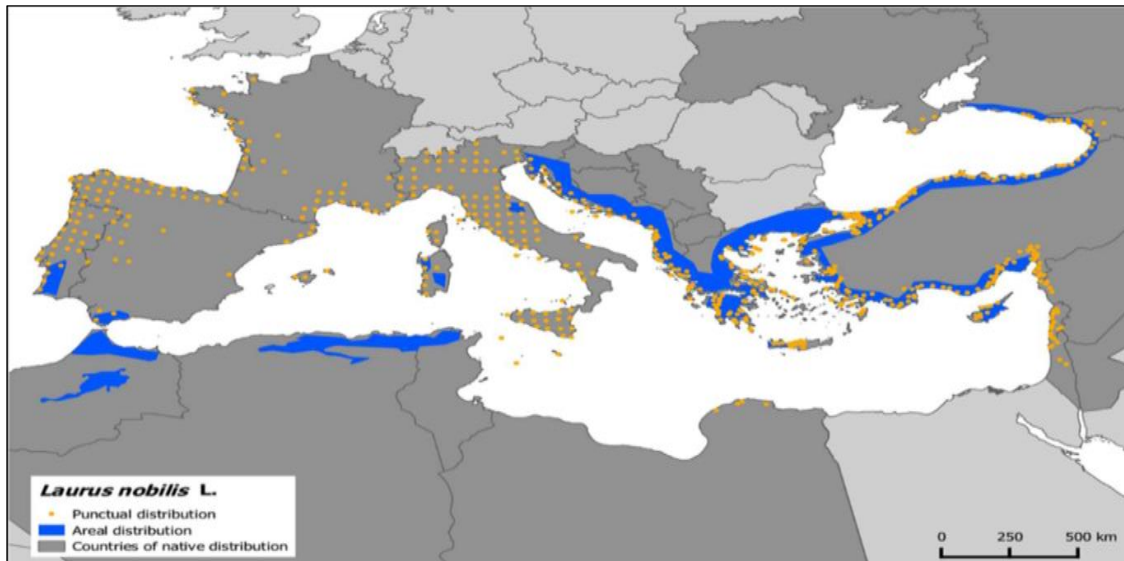 Laurus nobilis L.
Punctual distribution
Areal distribution
Countries of native distribution
0 250 500 km